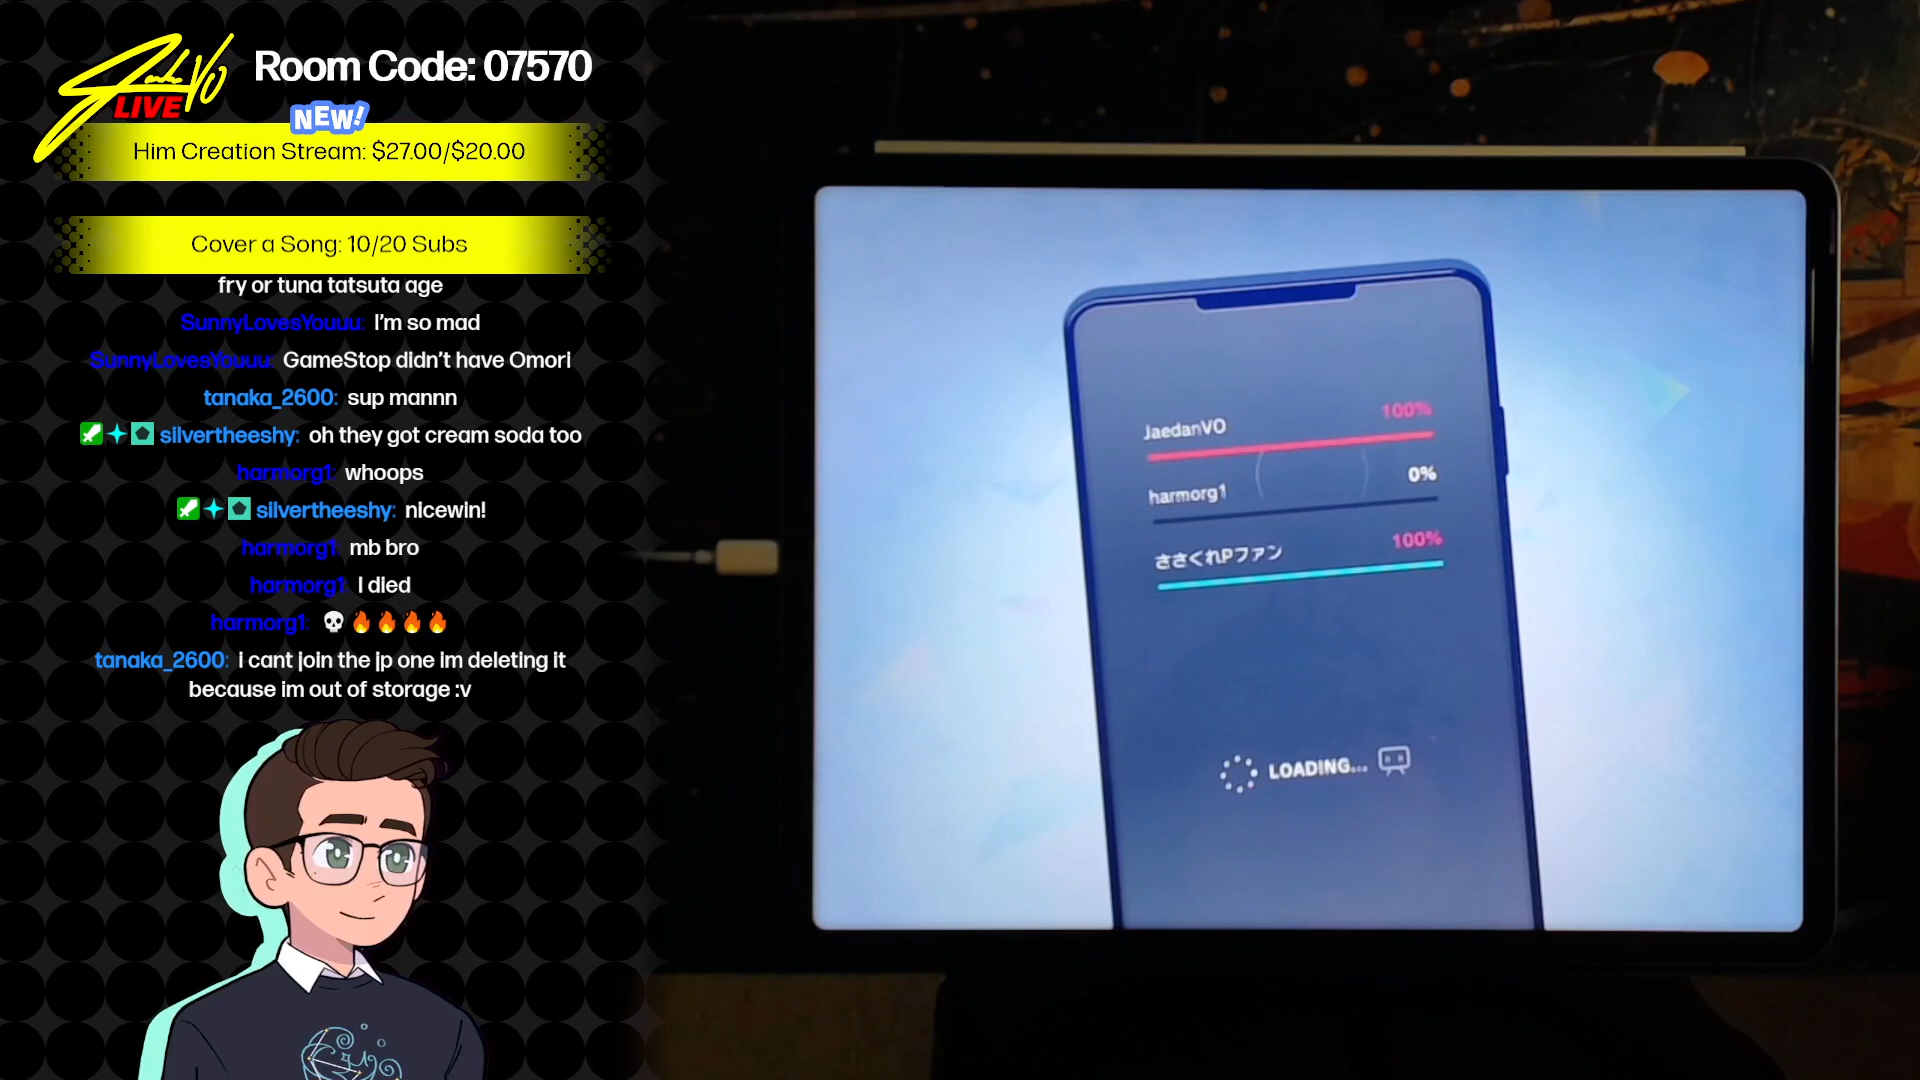 JaedanVO
LIVE
Room Code: 07570
NEW!
Him Creation Stream: $27.00/$20.00
Cover a Song: 10/20 Subs
fry or tuna tatsuta age
SunnyLovesYouuu: I'm so mad
SunnyLovesYouuu: GameStop didn't have Omori
tanaka_2600: sup mannn
silvertheeshy: oh they got cream soda too
harmorg1: whoops
silvertheeshy: nicewin!
harmorg1: mb bro
harmorg1: I died
harmorg1: 💀🔥🔥🔥🔥
tanaka_2600: i cant join the jp one im deleting it
because im out of storage :v
JaedanVO 100%
harmorg1 0%
ささくれPファン 100%
LOADING...